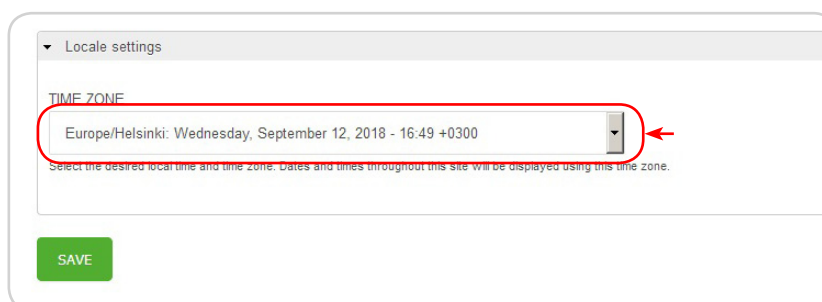 Locale settings
TIME ZONE
Europe/Helsinki: Wednesday, September 12, 2018 - 16:49 +0300
Select the desired local time and time zone. Dates and times throughout this site will be displayed using this time zone.
SAVE